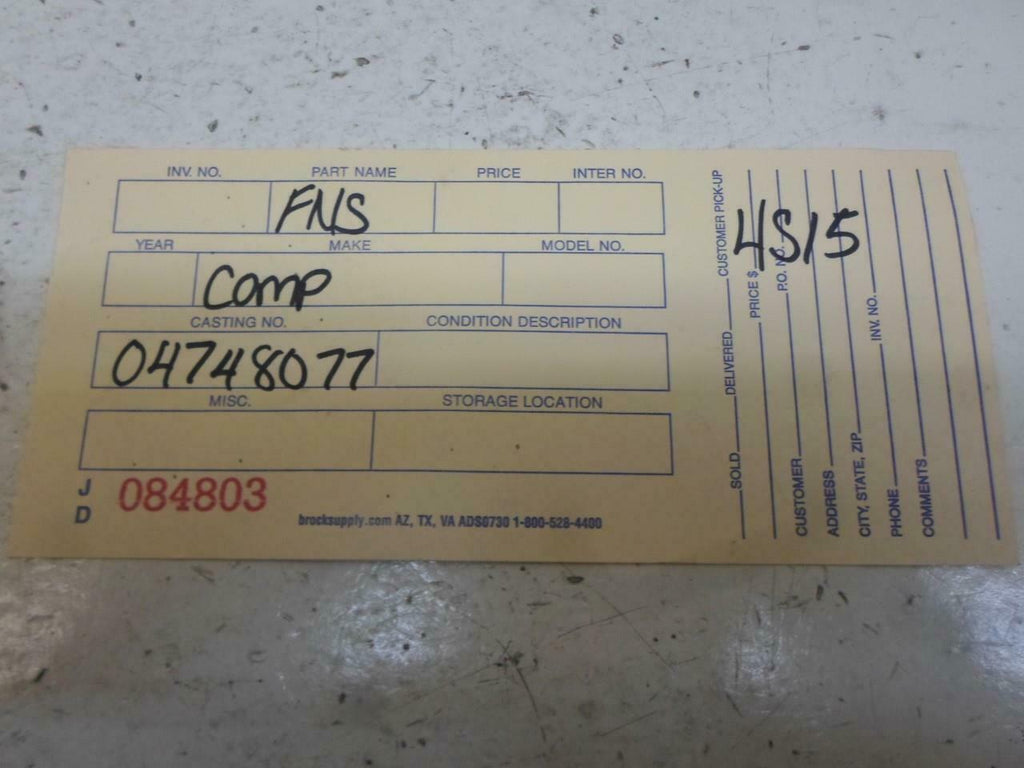 INV. NO. PART NAME PRICE INTER NO.
FNS
YEAR MAKE MODEL NO.
Comp
CASTING NO. CONDITION DESCRIPTION
04748077
MISC. STORAGE LOCATION
J D 084803
brocksupply.com AZ, TX, VA ADS6730 1-800-528-4400
SOLD DELIVERED CUSTOMER PICK-UP
PRICE $
P.O. NO.
CUSTOMER
ADDRESS
CITY, STATE, ZIP
INV. NO.
PHONE
COMMENTS
4S15